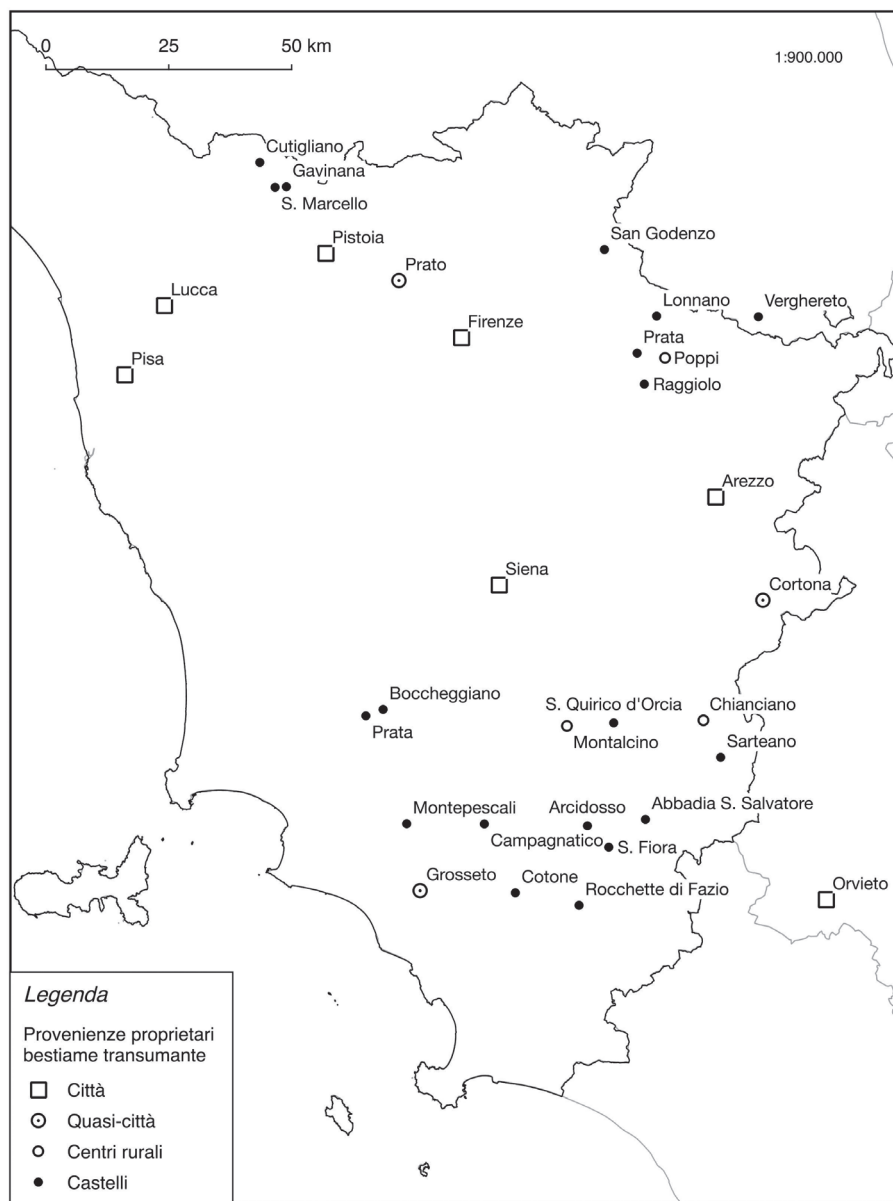 0 25 50 km
1:900.000
Cutigliano
Gavinana
S. Marcello
Pistoia
San Godenzo
Prato
Lucca
Lonnano
Verghereto
Firenze
Prata
Pisa
Poppi
Raggiolo
Arezzo
Siena
Cortona
Boccheggiano
S. Quirico d'Orcia
Chianciano
Prata
Montalcino
Sarteano
Montepescali
Arcidosso
Abbadia S. Salvatore
Campagnatico
S. Fiora
Grosseto
Cotone
Rocchette di Fazio
Orvieto
Legenda
Provenienze proprietari
bestiame transumante
Città
Quasi-città
Centri rurali
Castelli